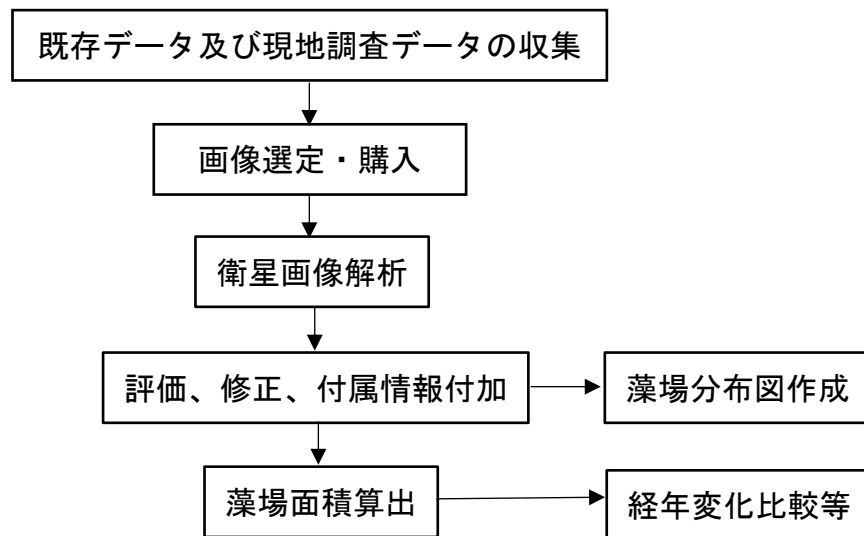 既存データ及び現地調査データの収集
画像選定・購入
衛星画像解析
評価、修正、付属情報付加
藻場分布図作成
藻場面積算出
経年変化比較等